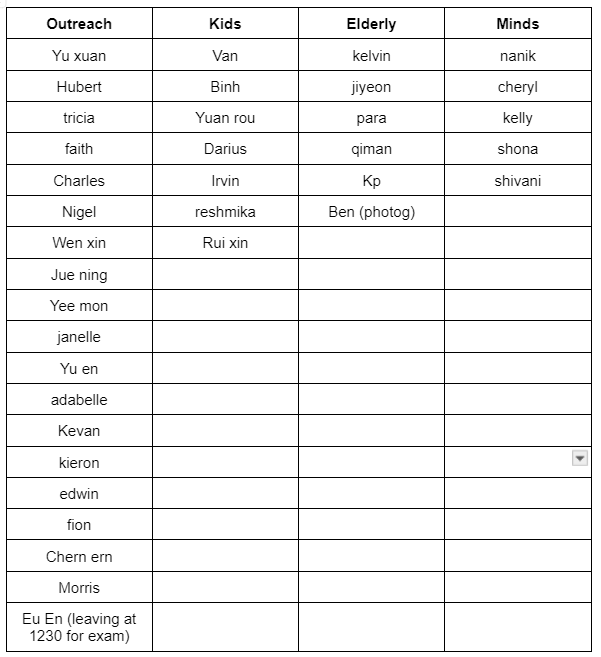 Outreach Kids Elderly Minds
Yu xuan Van kelvin nanik
Hubert Binh jiyeon cheryl
tricia Yuan rou para kelly
faith Darius qiman shona
Charles Irvin Kp shivani
Nigel reshmika Ben (photog)
Wen xin Rui xin
Jue ning
Yee mon
janelle
Yu en
adabelle
Kevan
kieron
edwin
fion
Chern ern
Morris
Eu En (leaving at
1230 for exam)